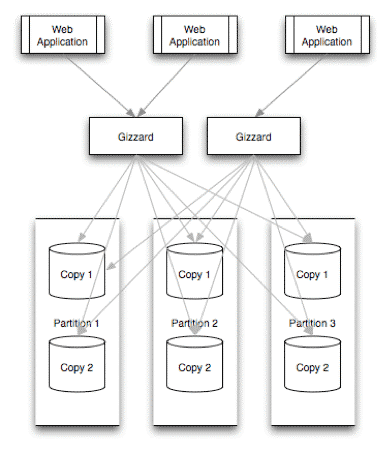 Web
Application
Web
Application
Web
Application
Gizzard
Gizzard
Copy 1
Copy 1
Copy 1
Partition 1
Partition 2
Partition 3
Copy 2
Copy 2
Copy 2